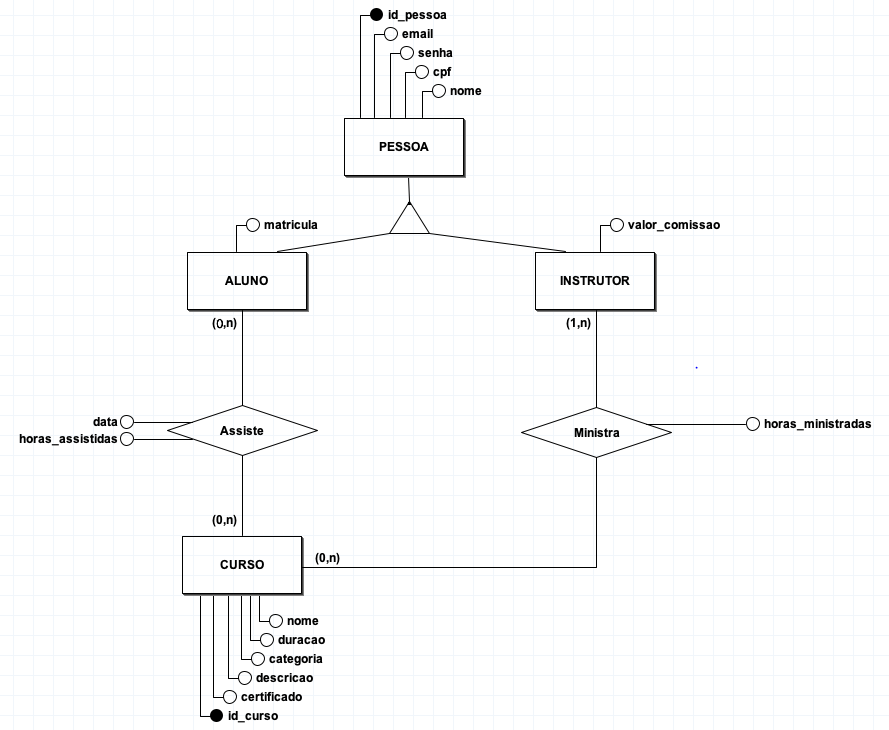 id_pessoa
email
senha
cpf
nome
PESSOA
matricula
valor_comissao
ALUNO
INSTRUTOR
(0,n)
(1,n)
data
horas_assistidas
Assiste
Ministra
horas_ministradas
(0,n)
CURSO
(0,n)
nome
duracao
categoria
descricao
certificado
id_curso